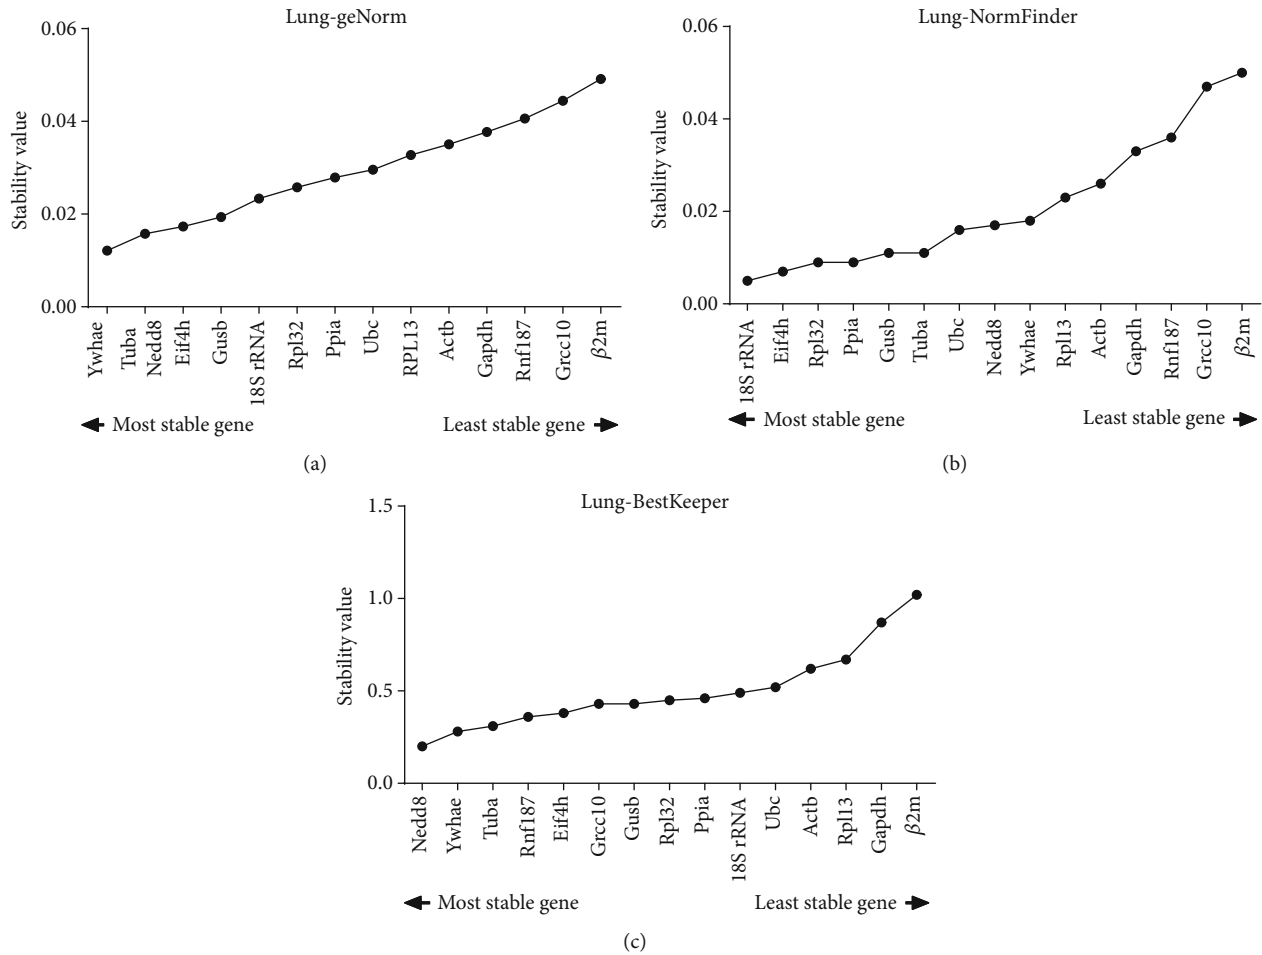 Lung-geNorm
0.06
0.04
0.02
0.00
Stability value
Ywhae
Tuba
Nedd8
Eif4h
Gusb
18S rRNA
Rpl32
Ppia
Ubc
RPL13
Actb
Gapdh
Rnf187
Grcc10
β2m
Most stable gene
Least stable gene
(a)
Lung-NormFinder
0.06
0.04
0.02
0.00
Stability value
18S rRNA
Eif4h
Rpl32
Ppia
Gusb
Tuba
Ubc
Nedd8
Ywhae
Rpl13
Actb
Gapdh
Rnf187
Grcc10
β2m
Most stable gene
Least stable gene
(b)
Lung-BestKeeper
1.5
1.0
0.5
0.0
Stability value
Nedd8
Ywhae
Tuba
Rnf187
Eif4h
Grcc10
Gusb
Rpl32
Ppia
18S rRNA
Ubc
Actb
Rpl13
Gapdh
β2m
Most stable gene
Least stable gene
(c)